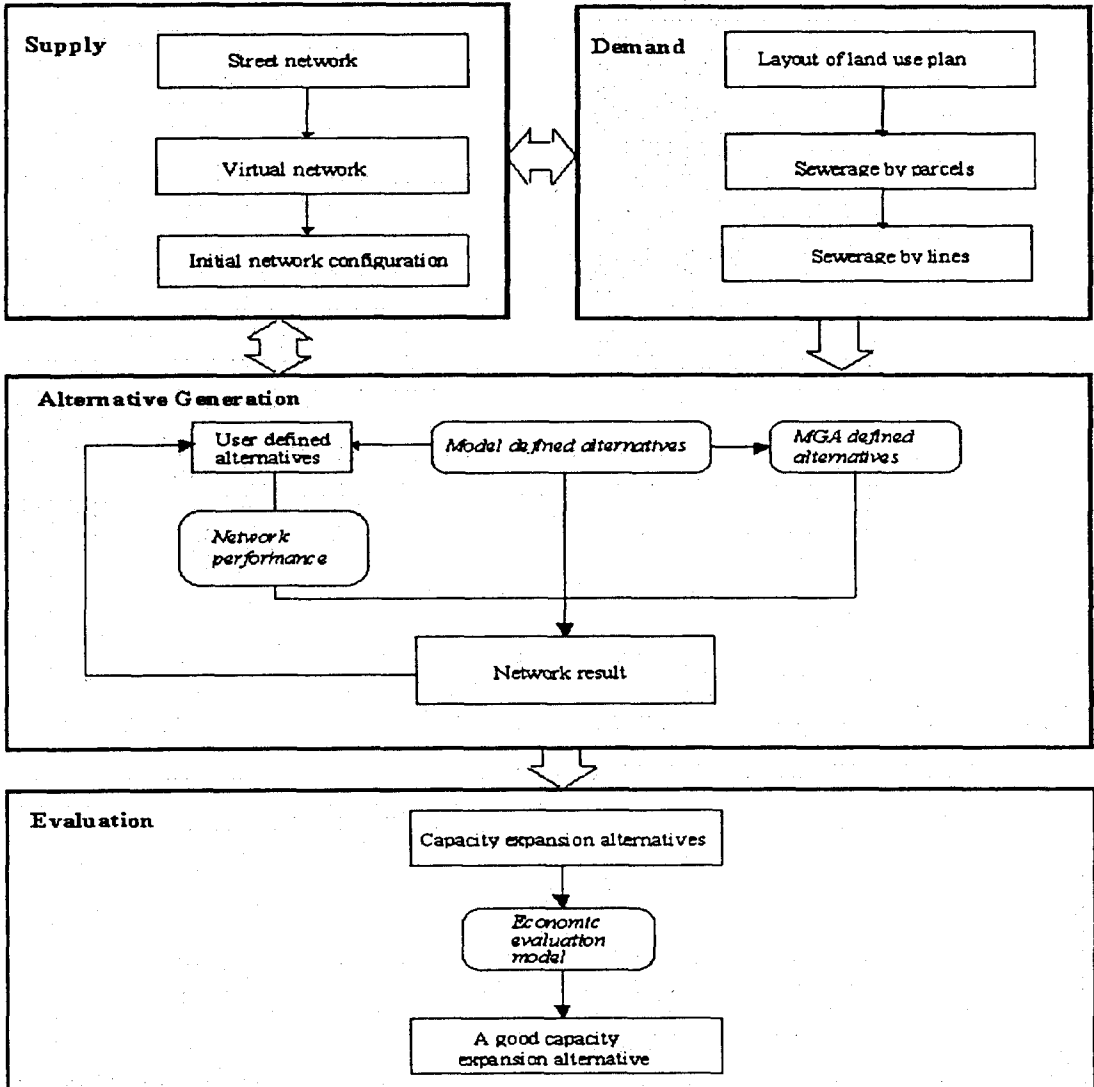 Supply
Street network
Virtual network
Initial network configuration
Demand
Layout of land use plan
Sewerage by parcels
Sewerage by lines
Alternative Generation
User defined
alternatives
Model defined alternatives
MGA defined
alternatives
Network
performance
Network result
Evaluation
Capacity expansion alternatives
Economic
evaluation
model
A good capacity
expansion alternative